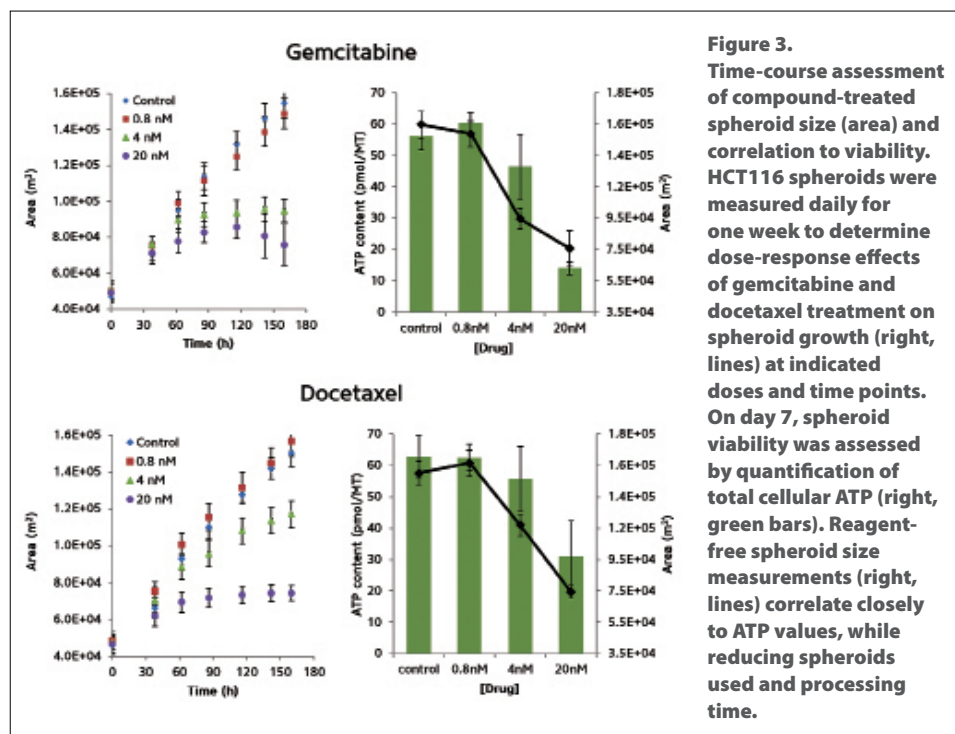 Gemcitabine
1.6E+05
1.4E+05
1.2E+05
1.0E+05
8.0E+04
6.0E+04
4.0E+04
Area (m²)
Control
0.8 nM
4 nM
20 nM
0 30 60 90 120 150 180
Time (h)
70
60
50
40
30
20
10
0
ATP content (pmol/MT)
1.8E+05
1.6E+05
1.4E+05
1.2E+05
9.5E+04
7.5E+04
5.5E+04
3.5E+04
Area (m²)
control 0.8nM 4nM 20nM
[Drug]
Docetaxel
1.6E+05
1.4E+05
1.2E+05
1.0E+05
8.0E+04
6.0E+04
4.0E+04
Area (m²)
Control
0.8 nM
4 nM
20 nM
0 30 60 90 120 150 180
Time (h)
70
60
50
40
30
20
10
0
ATP content (pmol/MT)
1.8E+05
1.6E+05
1.4E+05
1.2E+05
9.5E+04
7.5E+04
5.5E+04
3.5E+04
Area (m²)
control 0.8nM 4nM 20nM
[Drug]
Figure 3.
Time-course assessment
of compound-treated
spheroid size (area) and
correlation to viability.
HCT116 spheroids were
measured daily for
one week to determine
dose-response effects
of gemcitabine and
docetaxel treatment on
spheroid growth (right,
lines) at indicated
doses and time points.
On day 7, spheroid
viability was assessed
by quantification of
total cellular ATP (right,
green bars). Reagent-
free spheroid size
measurements (right,
lines) correlate closely
to ATP values, while
reducing spheroids
used and processing
time.